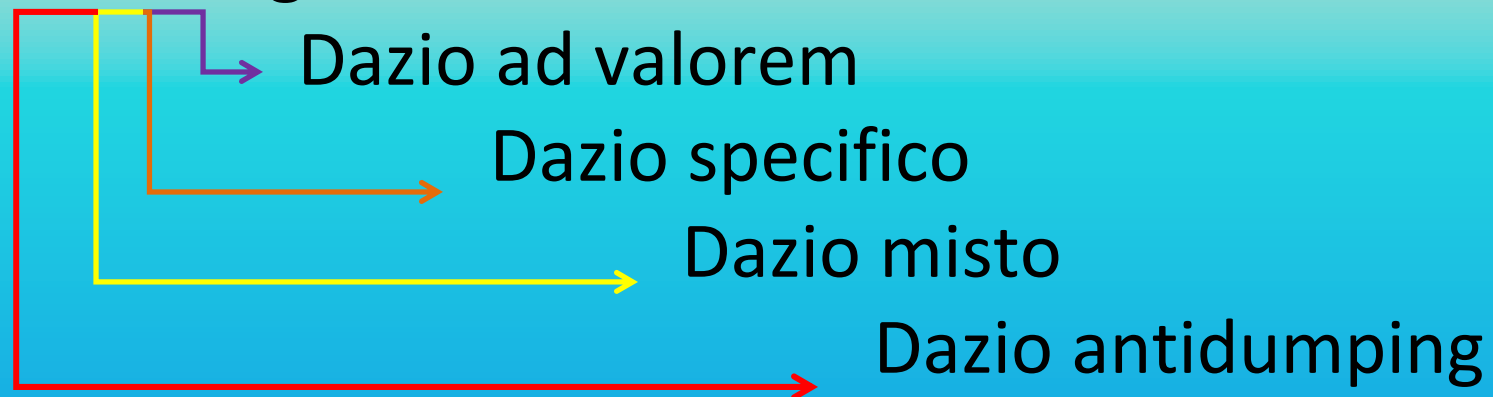 Dazio ad valorem
Dazio specifico
Dazio misto
Dazio antidumping